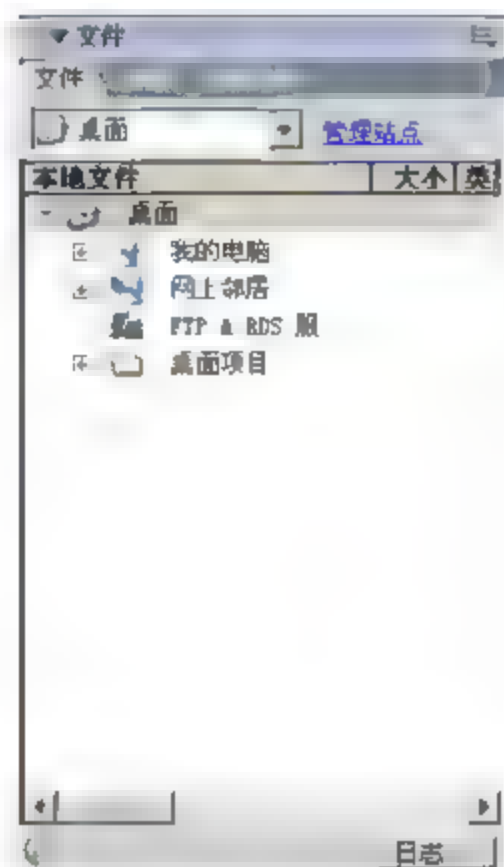 文件
文件
桌面 管理站点
本地文件 大小 类
桌面
我的电脑
网上邻居
FTP & RDS 服
桌面项目
日志